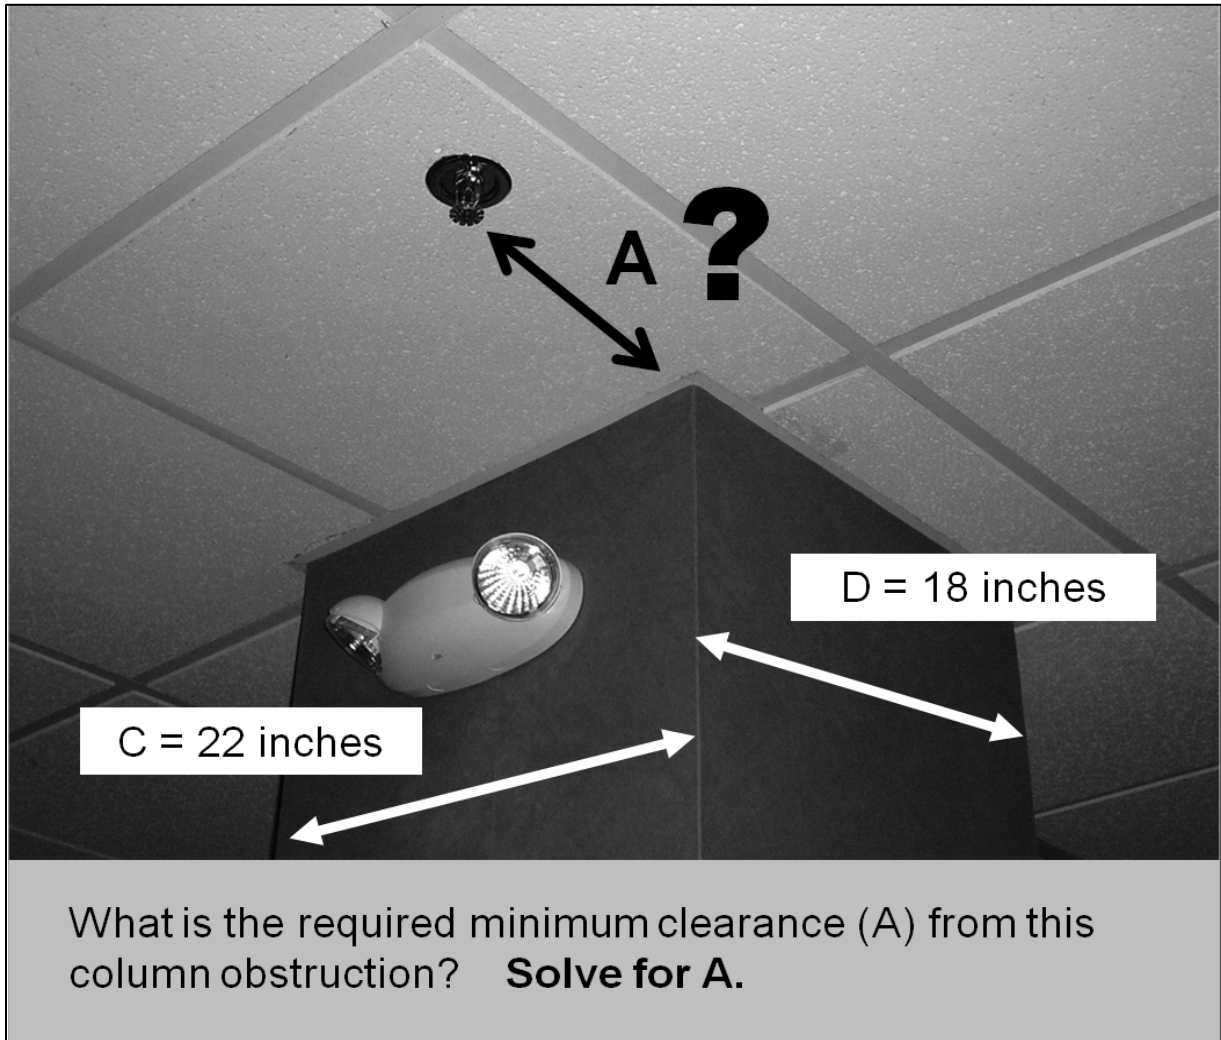 A ?
D = 18 inches
C = 22 inches
What is the required minimum clearance (A) from this
column obstruction? Solve for A.